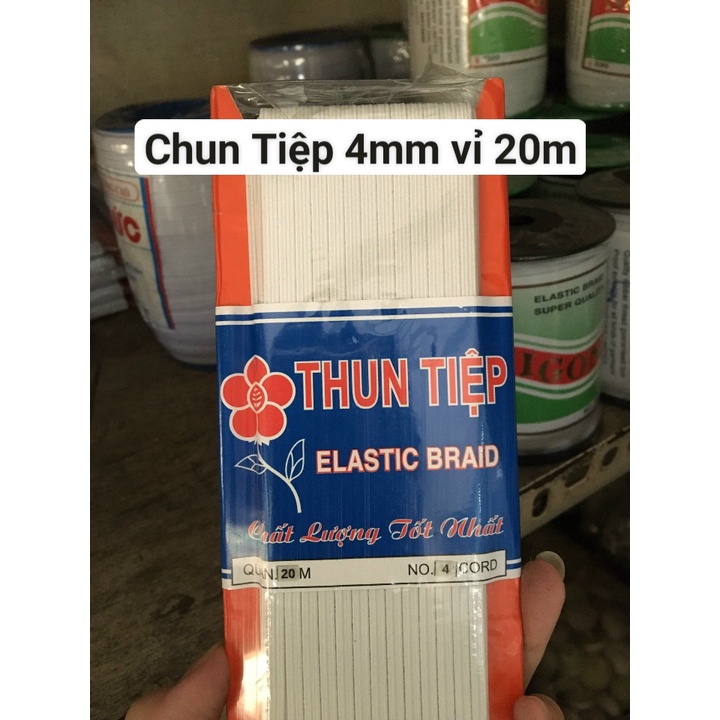 Chun Tiệp 4mm vỉ 20m
THUN TIỆP
ELASTIC BRAID
Chất Lượng Tốt Nhất
QUAN. 20 M NO. 4 CORD
ELASTIC BRAID
SUPER QUALITY